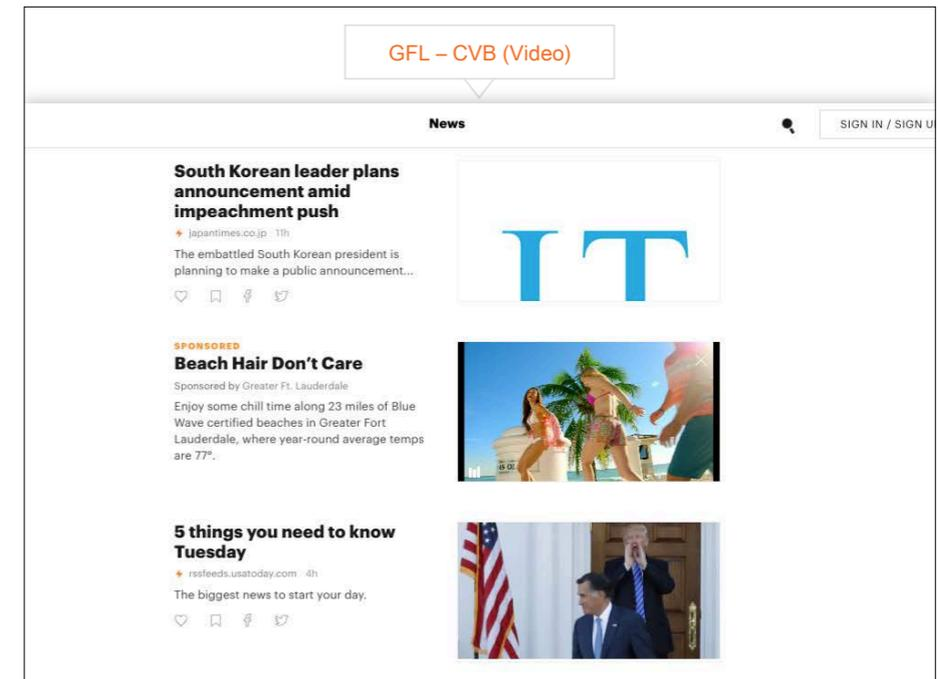 GFL – CVB (Video)
News
SIGN IN / SIGN U
South Korean leader plans
announcement amid
impeachment push
japantimes.co.jp 11h
The embattled South Korean president is
planning to make a public announcement...
JT
SPONSORED
Beach Hair Don't Care
Sponsored by Greater Ft. Lauderdale
Enjoy some chill time along 23 miles of Blue
Wave certified beaches in Greater Fort
Lauderdale, where year-round average temps
are 77°.
5 things you need to know
Tuesday
rssfeeds.usatoday.com 4h
The biggest news to start your day.